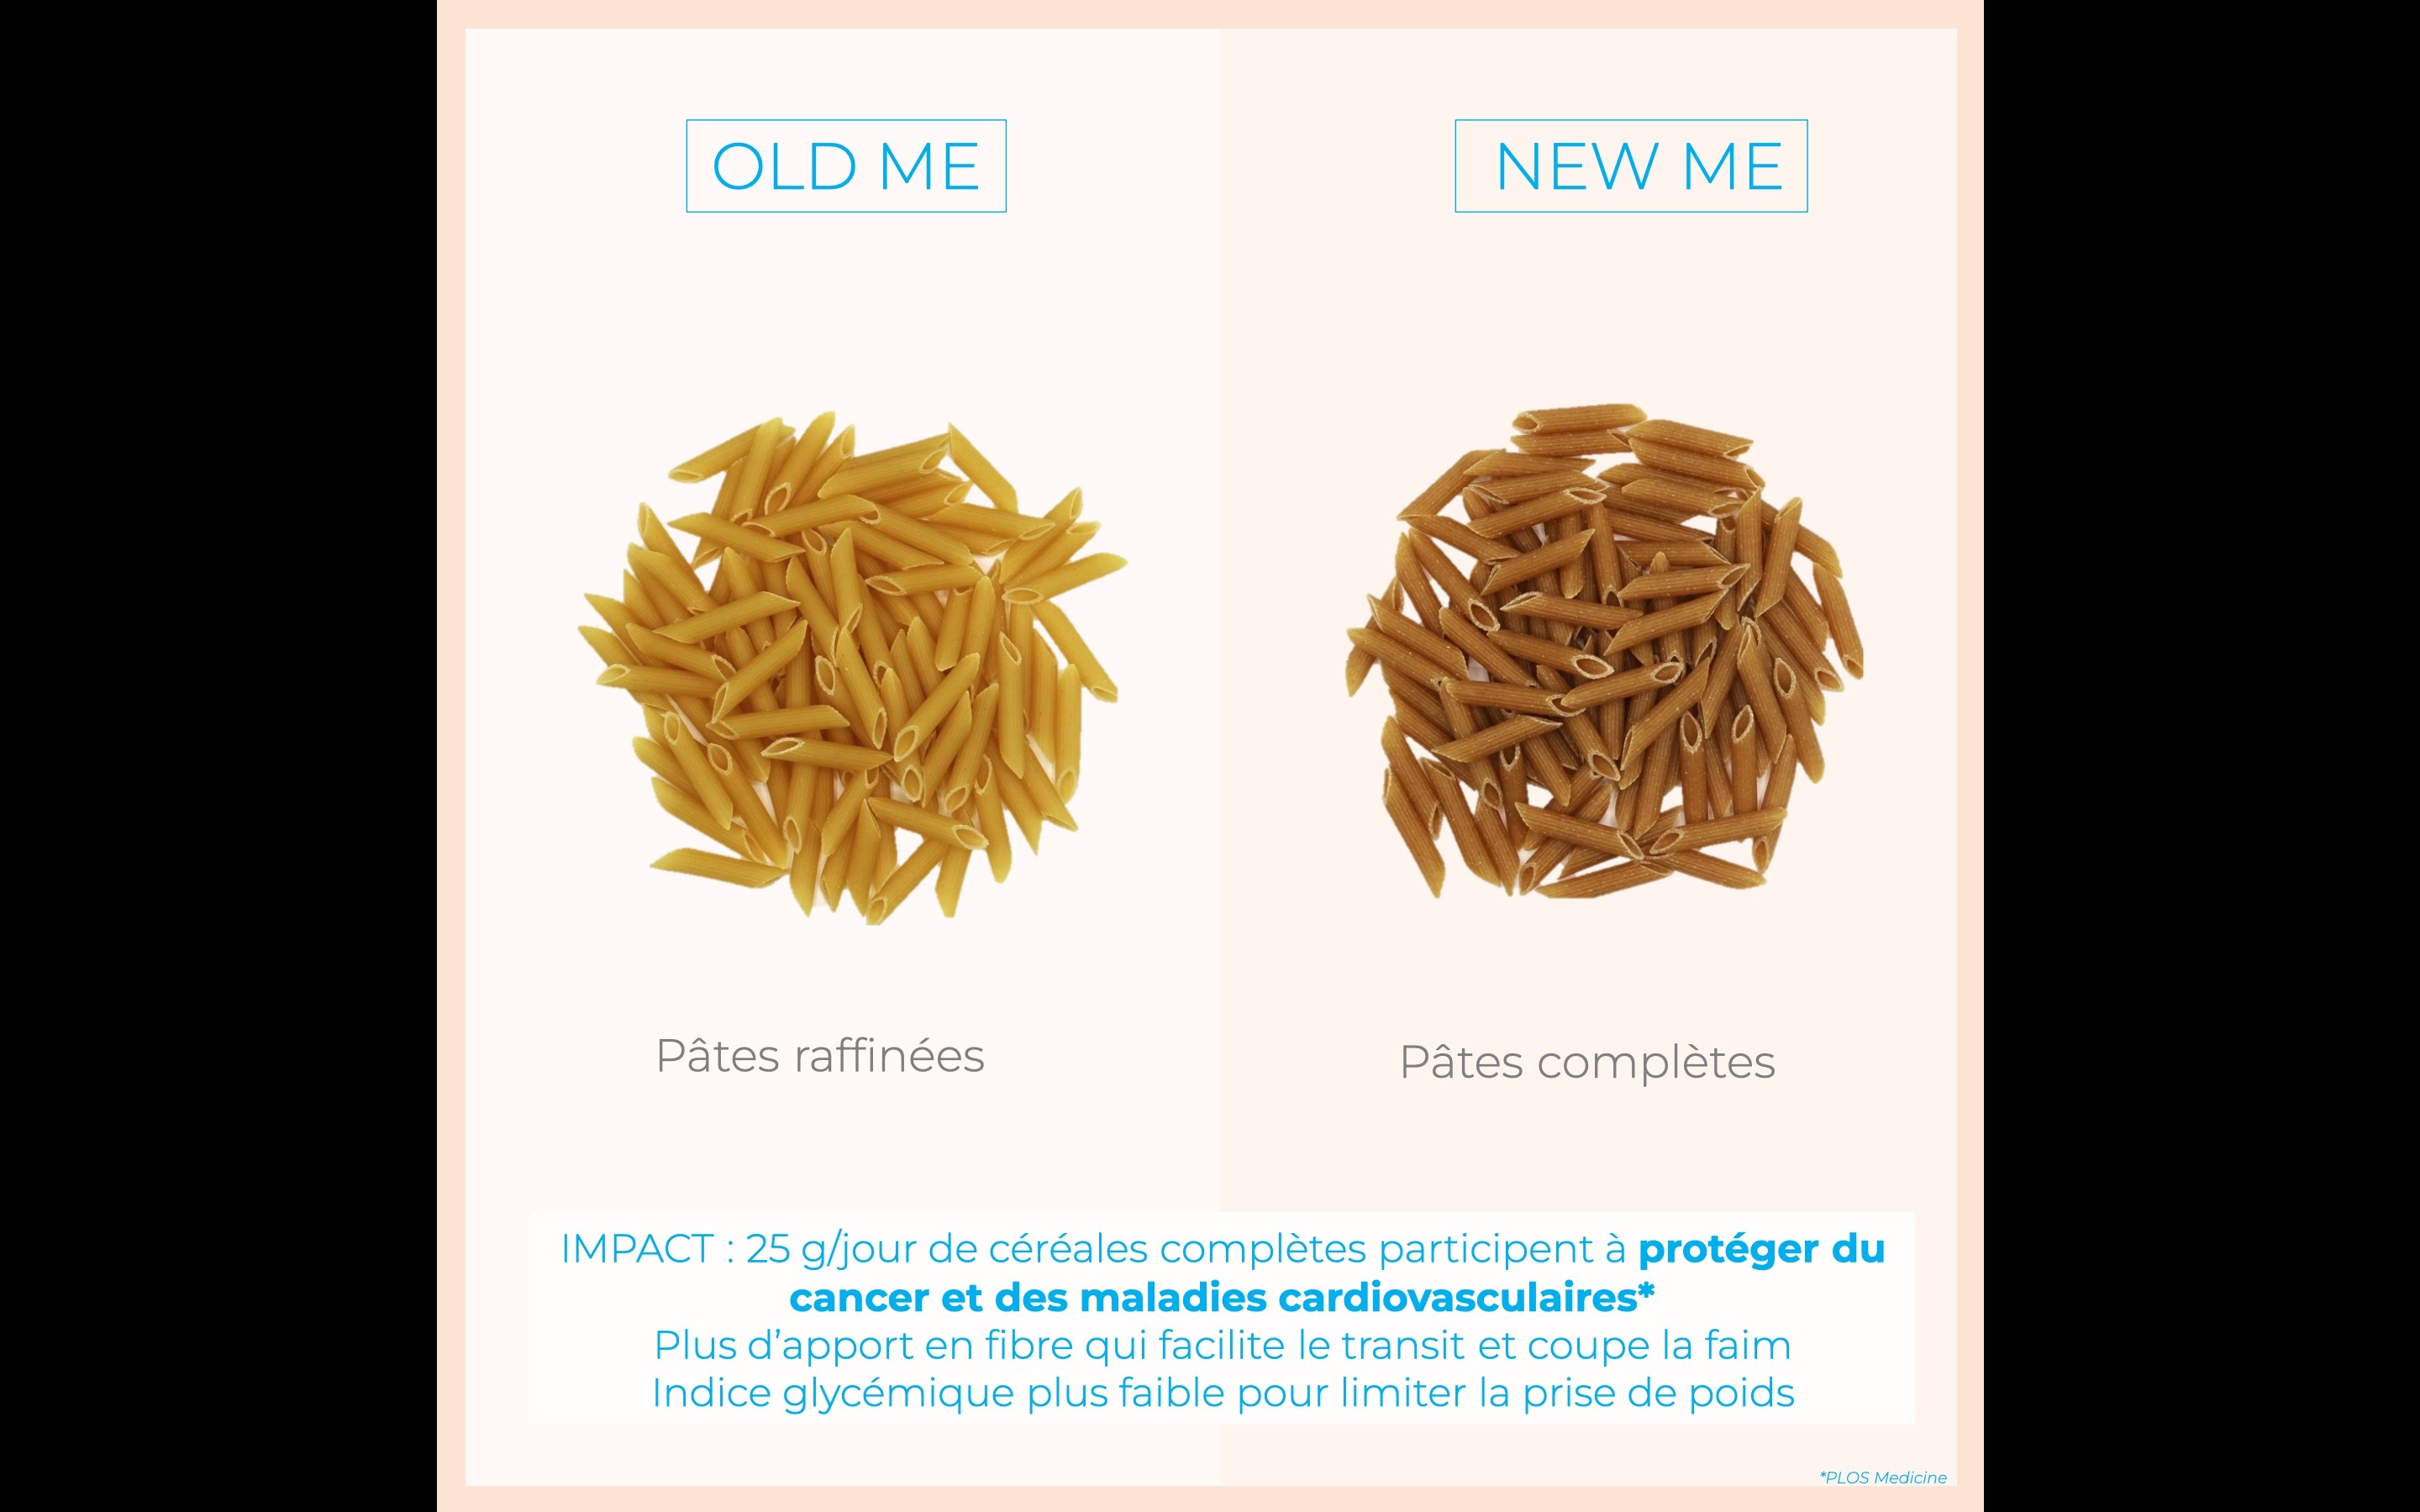 OLD ME
NEW ME
Pâtes raffinées
Pâtes complètes
IMPACT : 25 g/jour de céréales complètes participent à protéger du
cancer et des maladies cardiovasculaires*
Plus d’apport en fibre qui facilite le transit et coupe la faim
Indice glycémique plus faible pour limiter la prise de poids
*PLOS Medicine